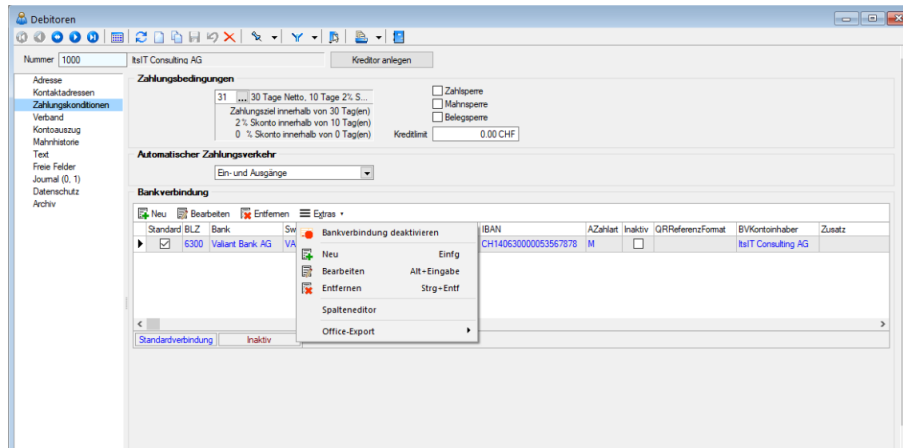 Debitoren
Nummer 1000 ItsIT Consulting AG Kreditor anlegen
Adresse
Kontaktadressen
Zahlungskonditionen
Verband
Kontoauszug
Mahnhistorie
Text
Freie Felder
Journal (0, 1)
Datenschutz
Archiv
Zahlungsbedingungen
31 ... 30 Tage Netto, 10 Tage 2% S...
Zahlungsziel innerhalb von 30 Tag(en)
2 % Skonto innerhalb von 10 Tag(en)
0 % Skonto innerhalb von 0 Tag(en)
Zahlsperre
Mahnsperre
Belegsperre
Kreditlimit 0.00 CHF
Automatischer Zahlungsverkehr
Ein- und Ausgänge
Bankverbindung
Neu Bearbeiten Entfernen Extras
Standard BLZ Bank Sw IBAN AZahlart Inaktiv QRReferenzFormat BVKontoinhaber Zusatz
6300 Valiant Bank AG VA CH140630000053567878 M ItsIT Consulting AG
Bankverbindung deaktivieren
Neu Einfg
Bearbeiten Alt+Eingabe
Entfernen Strg+Entf
Spalteneditor
Office-Export
Standardverbindung Inaktiv